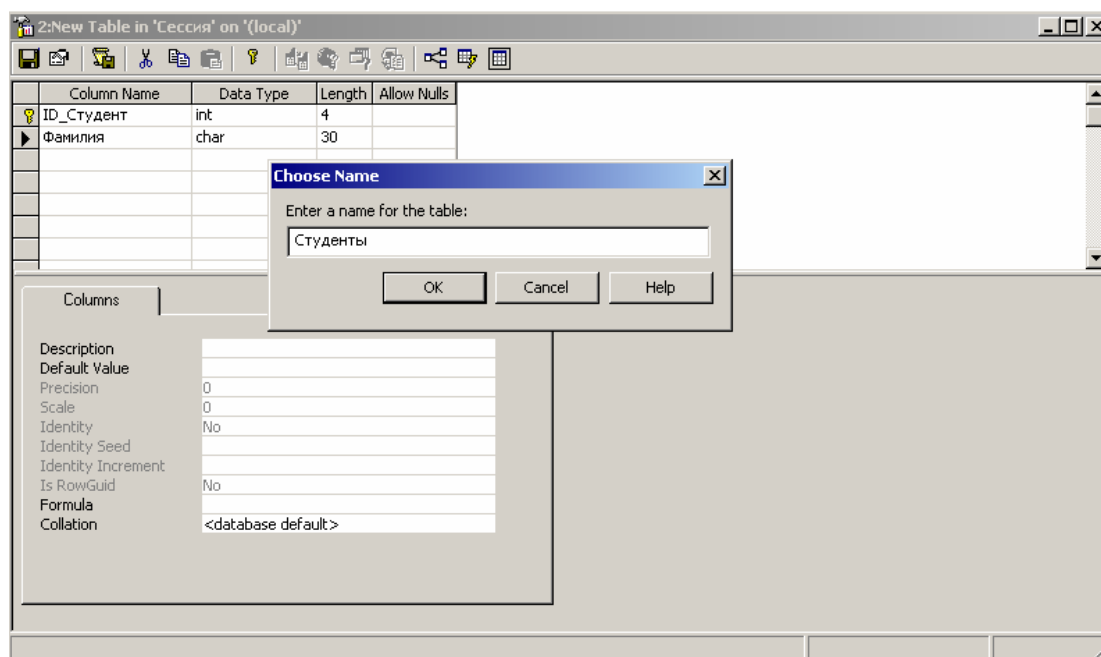 2:New Table in 'Сессия' on '(local)'
Column Name Data Type Length Allow Nulls
ID_Студент int 4
Фамилия char 30
Choose Name
Enter a name for the table:
Студенты
OK Cancel Help
Columns
Description
Default Value
Precision 0
Scale 0
Identity No
Identity Seed
Identity Increment
Is RowGuid No
Formula
Collation <database default>